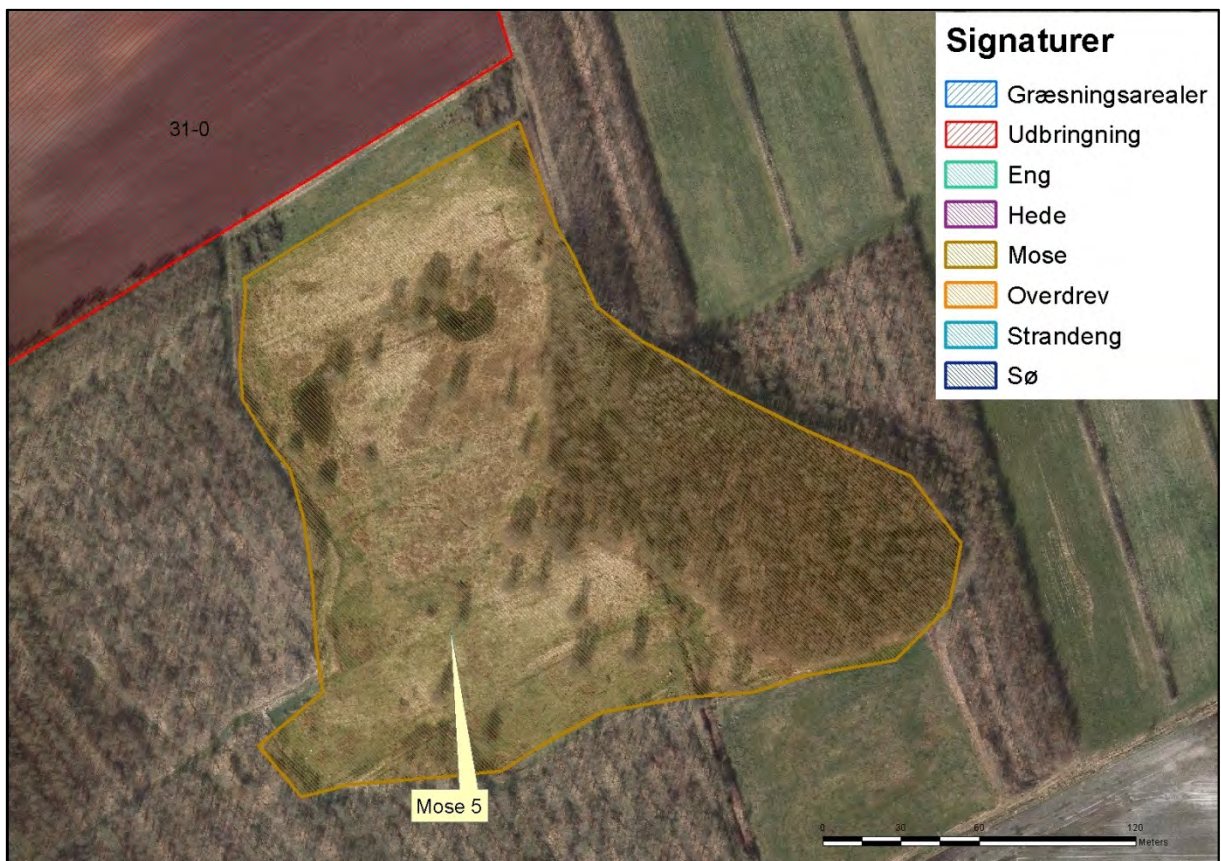 31-0
Signaturer
Græsningsarealer
Udbringning
Eng
Hede
Mose
Overdrev
Strandeng
Sø
Mose 5
0 30 60 120
Meters